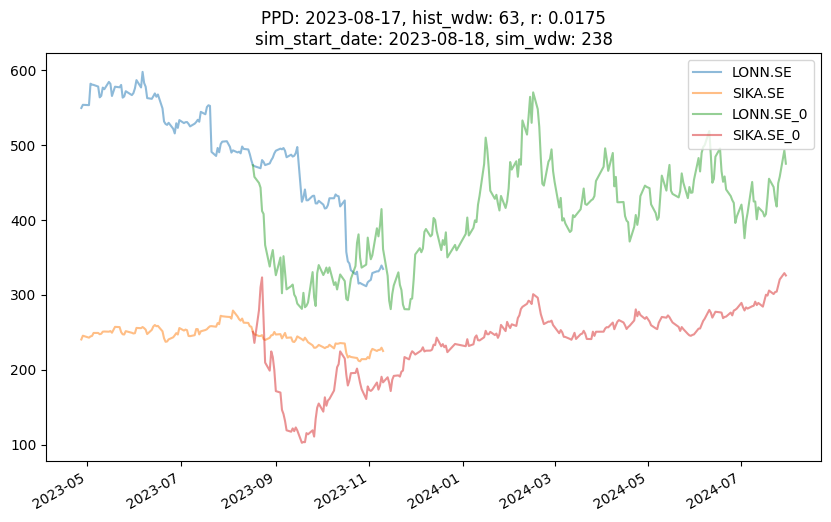 PPD: 2023-08-17, hist_wdw: 63, r: 0.0175
sim_start_date: 2023-08-18, sim_wdw: 238
LONN.SE
SIKA.SE
LONN.SE_0
SIKA.SE_0
600
500
400
300
200
100
2023-05
2023-07
2023-09
2023-11
2024-01
2024-03
2024-05
2024-07